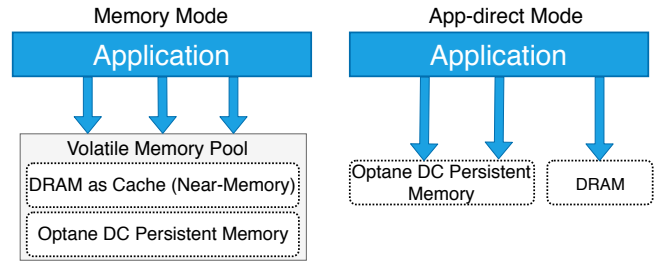 Memory Mode
Application
Volatile Memory Pool
DRAM as Cache (Near-Memory)
Optane DC Persistent Memory
App-direct Mode
Application
Optane DC Persistent
Memory
DRAM